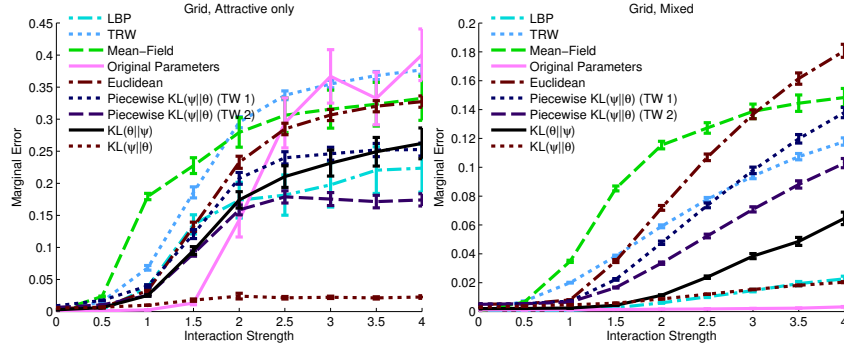 Grid, Attractive only
Marginal Error
0.45
0.4
0.35
0.3
0.25
0.2
0.15
0.1
0.05
0
LBP
TRW
Mean−Field
Original Parameters
Euclidean
Piecewise KL(ψ||θ) (TW 1)
Piecewise KL(ψ||θ) (TW 2)
KL(θ||ψ)
KL(ψ||θ)
0 0.5 1 1.5 2 2.5 3 3.5 4
Interaction Strength
Grid, Mixed
Marginal Error
0.2
0.18
0.16
0.14
0.12
0.1
0.08
0.06
0.04
0.02
0
LBP
TRW
Mean−Field
Original Parameters
Euclidean
Piecewise KL(ψ||θ) (TW 1)
Piecewise KL(ψ||θ) (TW 2)
KL(θ||ψ)
KL(ψ||θ)
0 0.5 1 1.5 2 2.5 3 3.5 4
Interaction Strength